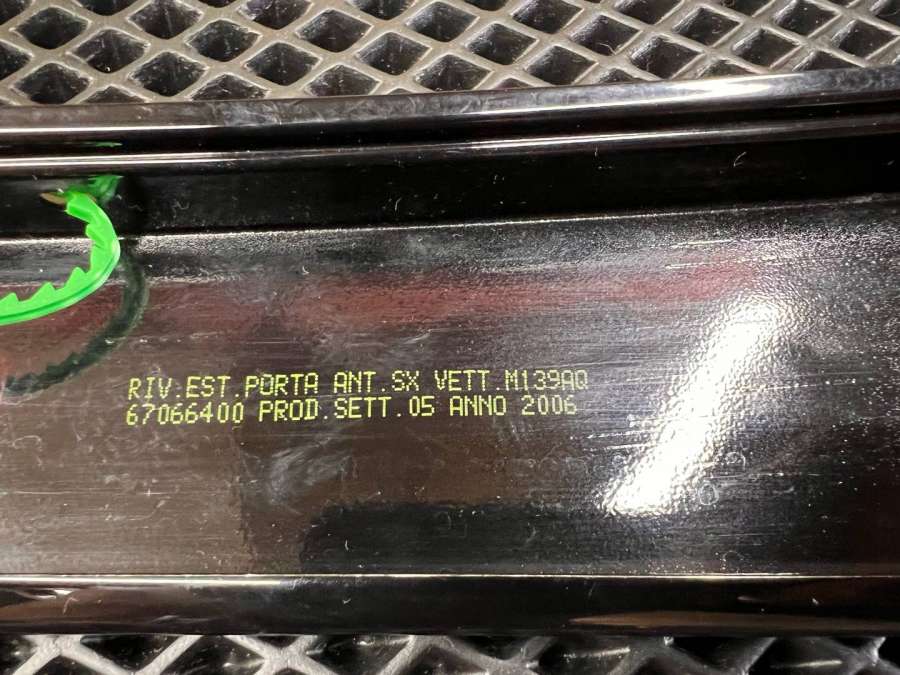 RIV.EST.PORTA ANT.SX VETT.M139AQ
67066400 PROD.SETT.05 ANNO 2006